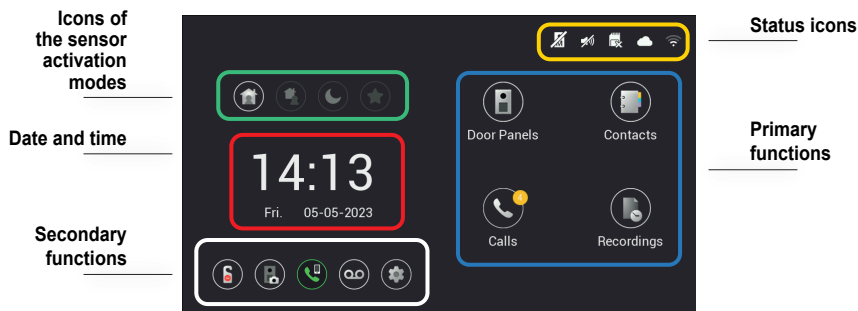 Icons of
the sensor
activation
modes
Date and time
Secondary
functions
Status icons
Primary
functions
14:13
Fri. 05-05-2023
Door Panels
Contacts
4
Calls
Recordings